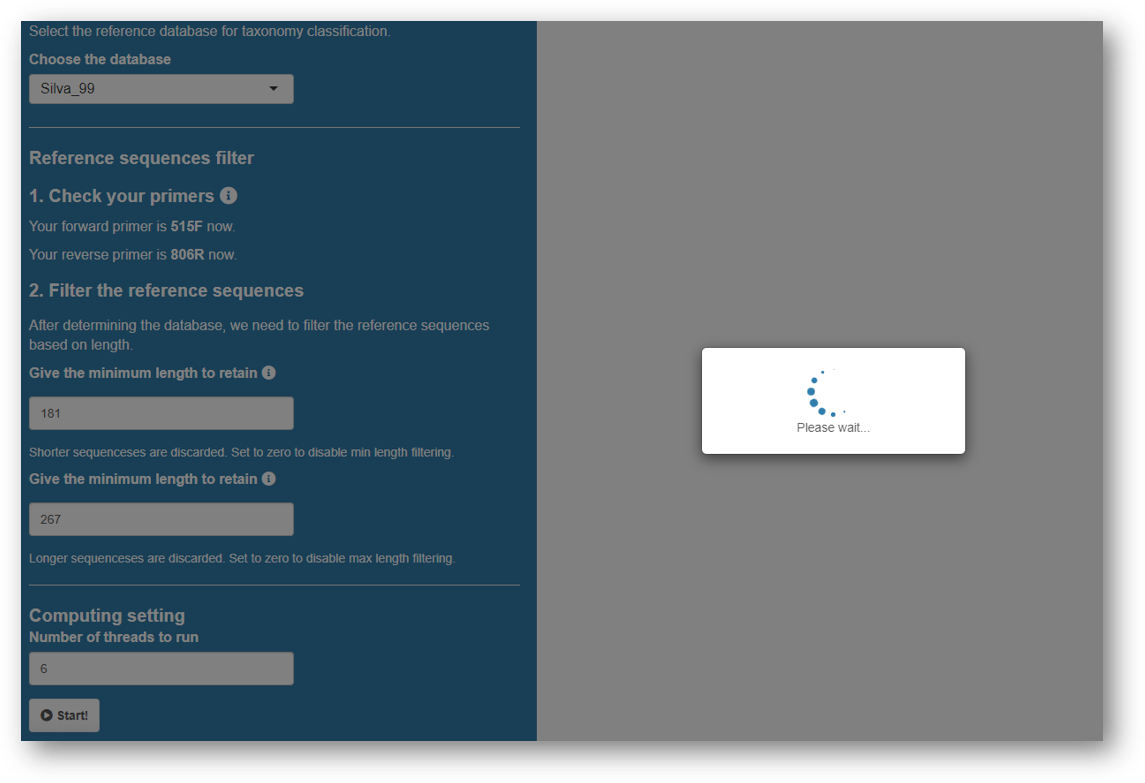 Select the reference database for taxonomy classification.
Choose the database
Silva_99
Reference sequences filter
1. Check your primers
Your forward primer is 515F now.
Your reverse primer is 806R now.
2. Filter the reference sequences
After determining the database, we need to filter the reference sequences
based on length.
Give the minimum length to retain
181
Shorter sequenceses are discarded. Set to zero to disable min length filtering.
Give the minimum length to retain
267
Longer sequenceses are discarded. Set to zero to disable max length filtering.
Computing setting
Number of threads to run
6
Start!
Please wait...